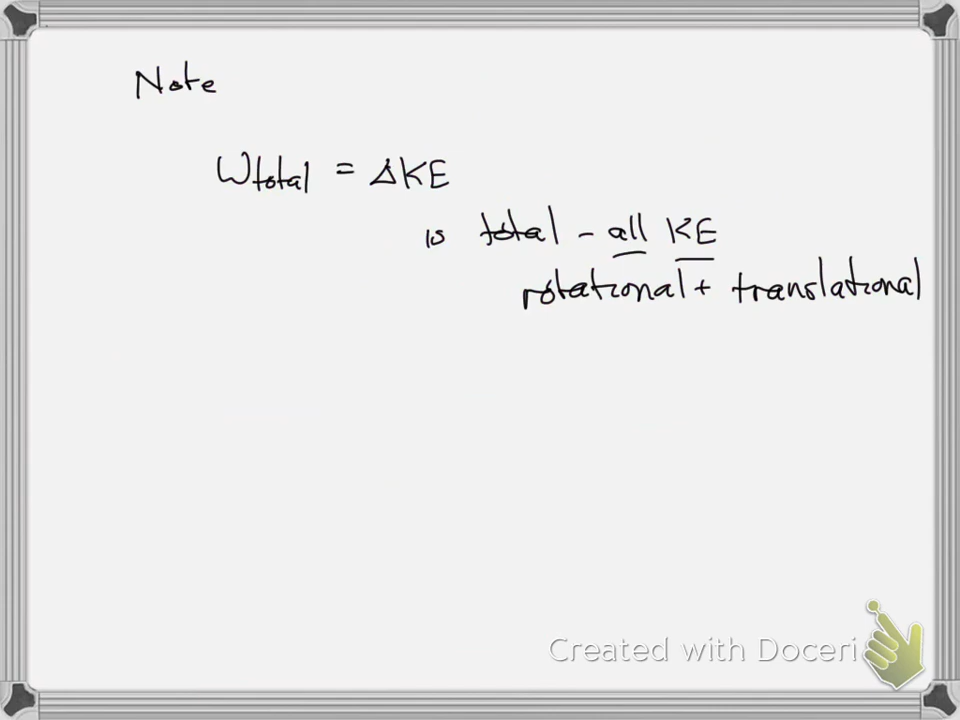 Note
Wtotal = ΔKE
is total - all KE
rotational + translational
Created with Doceri